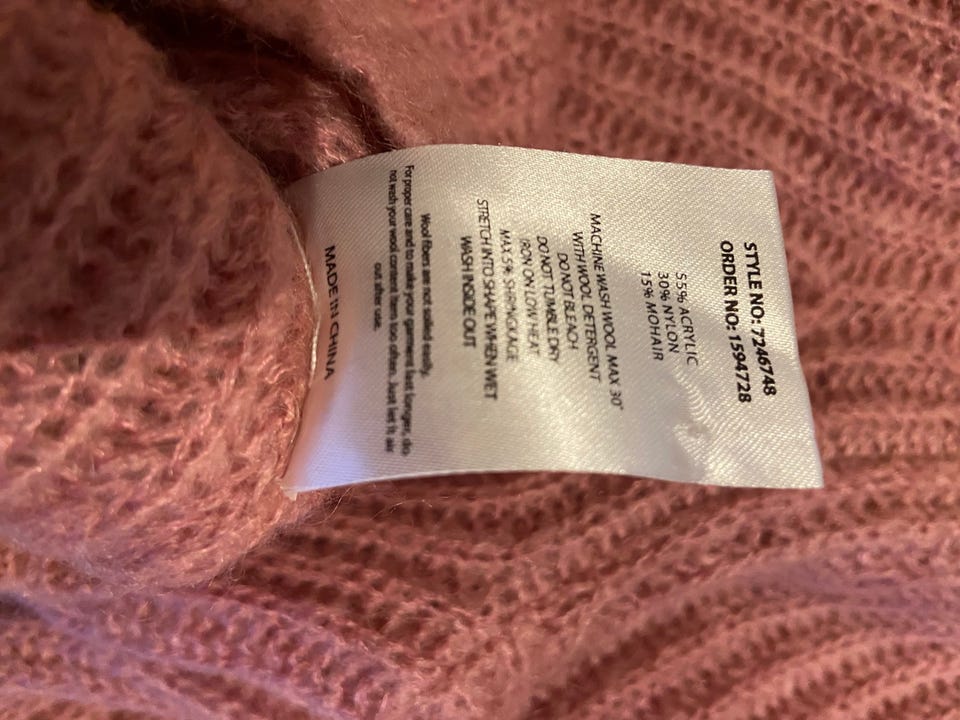 STYLE NO: 7246748
ORDER NO: 1594728
55% ACRYLIC
30% NYLON
15% MOHAIR
MACHINE WASH WOOL MAX 30°
WITH WOOL DETERGENT
DO NOT BLEACH
DO NOT TUMBLE DRY
IRON ON LOW HEAT
MAX 5% SHRINGKAGE
STRETCH INTO SHAPE WHEN WET
WASH INSIDE OUT
Wool fibers are not soiled easily.
For proper care and to make your garment last longer, do
not wash your wool content item too often. Just let it air
out after use.
MADE IN CHINA